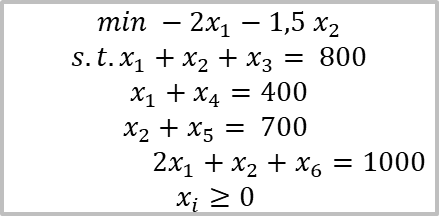 min − 2x₁ − 1,5 x₂
s.t. x₁ + x₂ + x₃ = 800
x₁ + x₄ = 400
x₂ + x₅ = 700
2x₁ + x₂ + x₆ = 1000
xᵢ ≥ 0